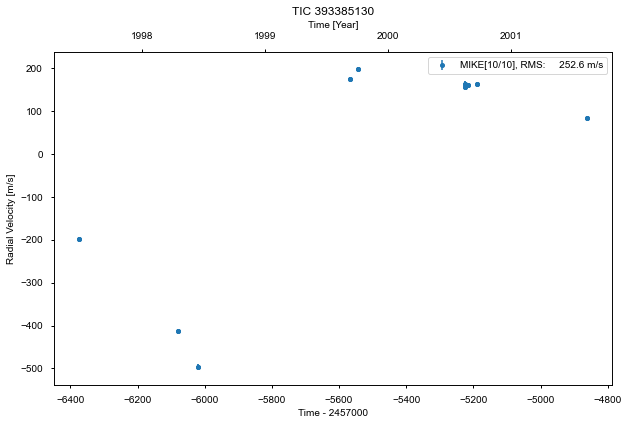 TIC 393385130
Time [Year]
1998 1999 2000 2001
MIKE[10/10], RMS: 252.6 m/s
200
100
0
−100
−200
−300
−400
−500
Radial Velocity [m/s]
−6400 −6200 −6000 −5800 −5600 −5400 −5200 −5000 −4800
Time - 2457000